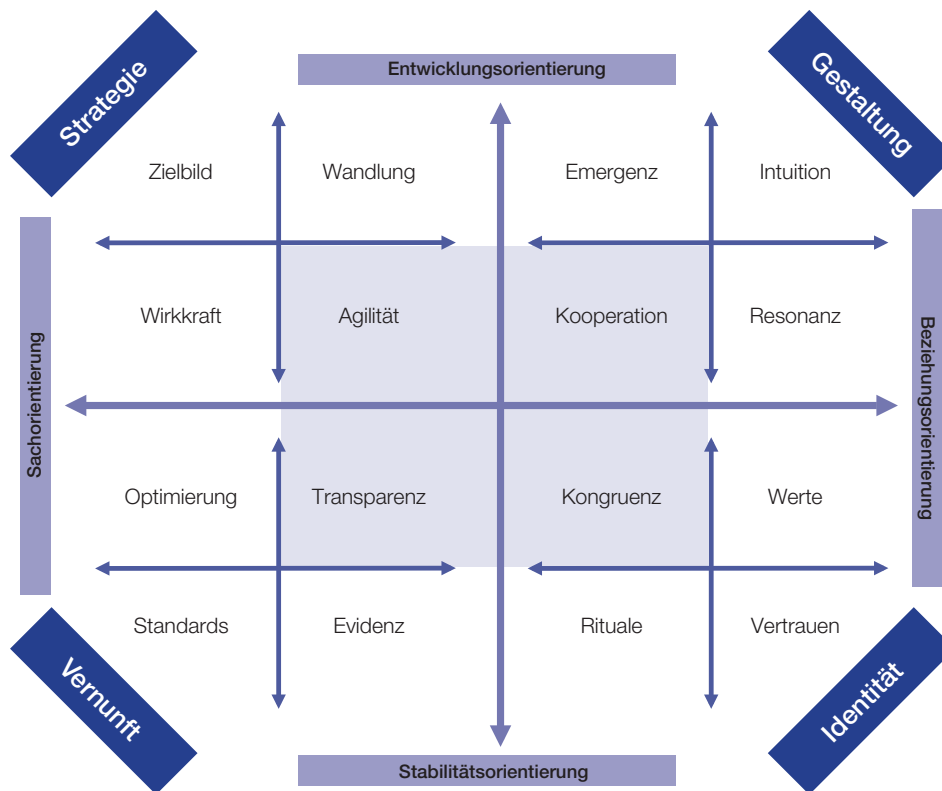 Strategie
Entwicklungsorientierung
Gestaltung
Zielbild
Wandlung
Emergenz
Intuition
Wirkkraft
Agilität
Kooperation
Resonanz
Sachorientierung
Beziehungsorientierung
Optimierung
Transparenz
Kongruenz
Werte
Standards
Evidenz
Rituale
Vertrauen
Vernunft
Identität
Stabilitätsorientierung